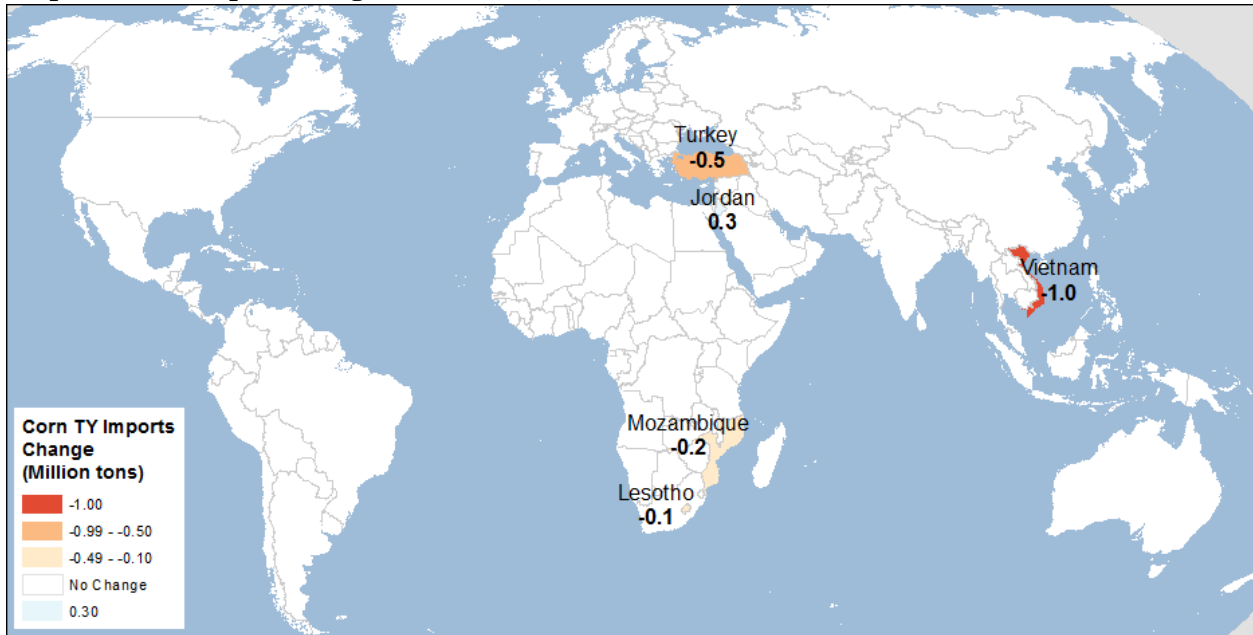 Turkey
-0.5
Jordan
0.3
Vietnam
-1.0
Mozambique
-0.2
Lesotho
-0.1
Corn TY Imports
Change
(Million tons)
-1.00
-0.99 - -0.50
-0.49 - -0.10
No Change
0.30